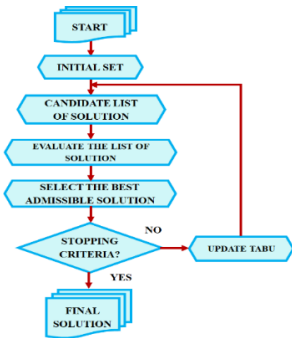 START
INITIAL SET
CANDIDATE LIST
OF SOLUTION
EVALUATE THE LIST OF
SOLUTION
SELECT THE BEST
ADMISSIBLE SOLUTION
STOPPING
CRITERIA?
NO
UPDATE TABU
YES
FINAL
SOLUTION